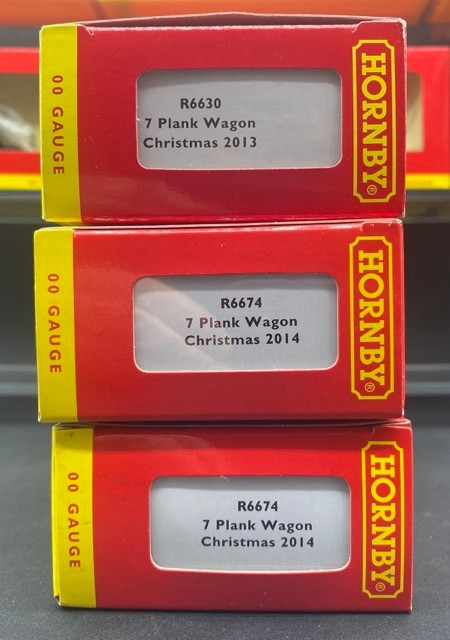 00 GAUGE
R6630
7 Plank Wagon
Christmas 2013
HORNBY®
00 GAUGE
R6674
7 Plank Wagon
Christmas 2014
HORNBY®
00 GAUGE
R6674
7 Plank Wagon
Christmas 2014
HORNBY®